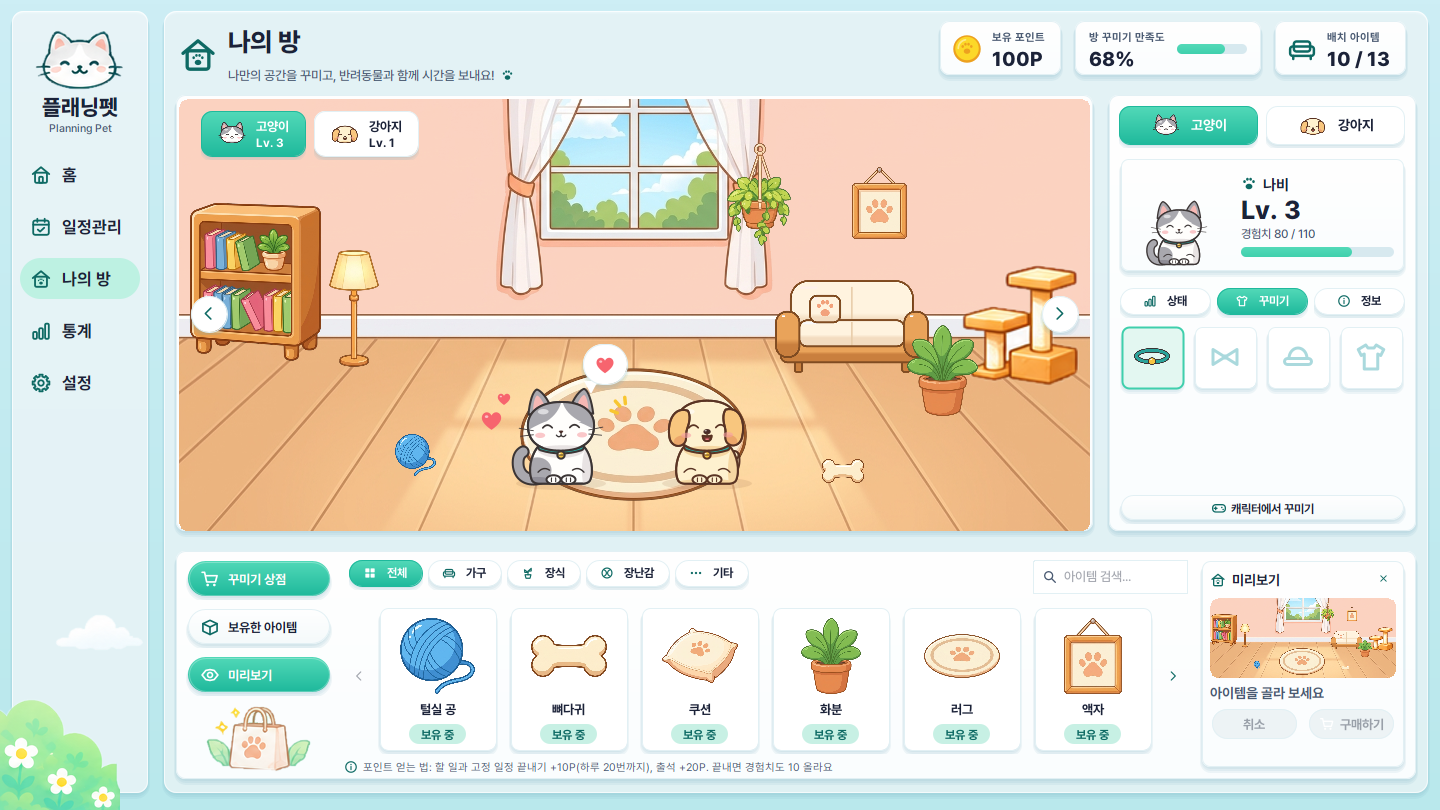 플래닝펫
Planning Pet
홈
일정관리
나의 방
통계
설정
나의 방
나만의 공간을 꾸미고, 반려동물과 함께 시간을 보내요!
보유 포인트
100P
방 꾸미기 만족도
68%
배치 아이템
10 / 13
고양이
Lv. 3
강아지
Lv. 1
고양이
강아지
나비
Lv. 3
경험치 80 / 110
상태
꾸미기
정보
캐릭터에서 꾸미기
꾸미기 상점
보유한 아이템
미리보기
전체
가구
장식
장난감
기타
아이템 검색...
털실 공
보유 중
뼈다귀
보유 중
쿠션
보유 중
화분
보유 중
러그
보유 중
액자
보유 중
포인트 얻는 법: 할 일과 고정 일정 끝내기 +10P(하루 20번까지), 출석 +20P. 끝내면 경험치도 10 올라요
미리보기
아이템을 골라 보세요
취소
구매하기